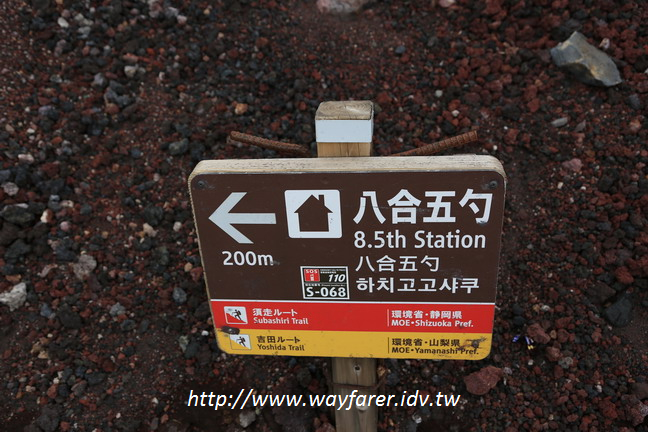 八合五勺
8.5th Station
200m
八合五勺
하치고고샤쿠
SOS 110
S-068
須走ルート 環境省・静岡県
Subashiri Trail MOE-Shizuoka Pref.
吉田ルート 環境省・山梨県
Yoshida Trail MOE-Yamanashi Pref.
http://www.wayfarer.idv.tw